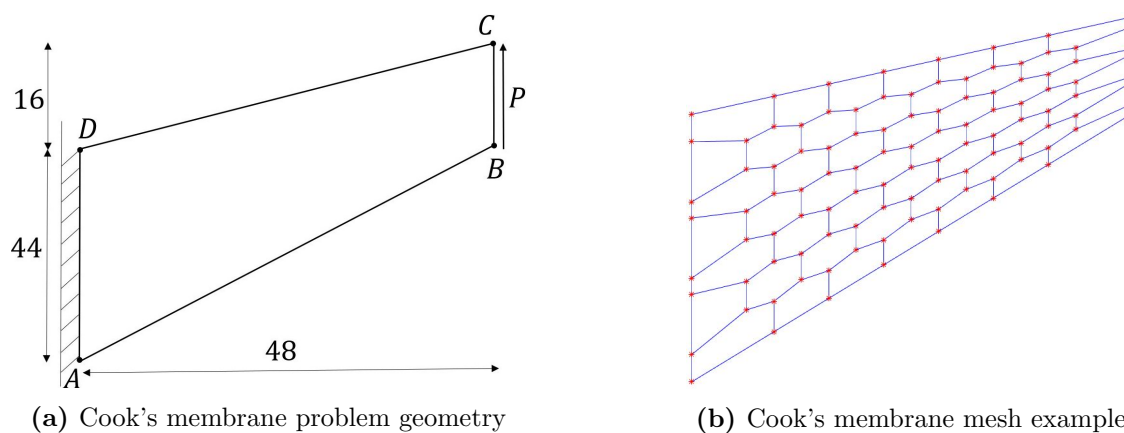 C
16
P
D
B
44
48
A
(a) Cook's membrane problem geometry
(b) Cook's membrane mesh example